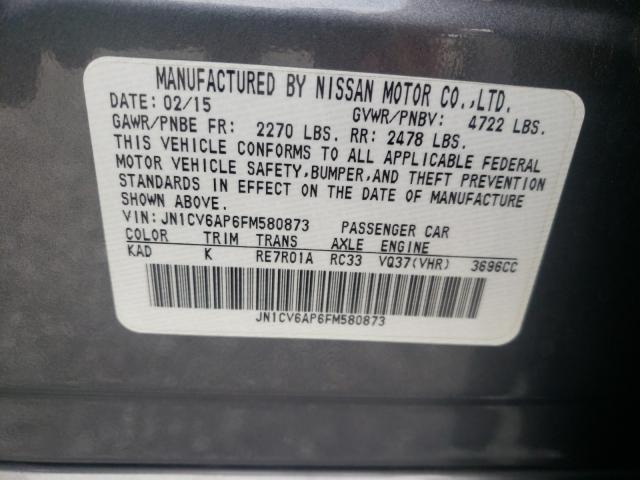 MANUFACTURED BY NISSAN MOTOR CO.,LTD.
DATE: 02/15 GVWR/PNBV: 4722 LBS.
GAWR/PNBE FR: 2270 LBS. RR: 2478 LBS.
THIS VEHICLE CONFORMS TO ALL APPLICABLE FEDERAL
MOTOR VEHICLE SAFETY,BUMPER,AND THEFT PREVENTION
STANDARDS IN EFFECT ON THE DATE OF MANUFACTURE
SHOWN ABOVE.
VIN: JN1CV6AP6FM580873 PASSENGER CAR
COLOR TRIM TRANS AXLE ENGINE
KAD K RE7R01A RC33 VQ37(VHR) 3696CC
JN1CV6AP6FM580873